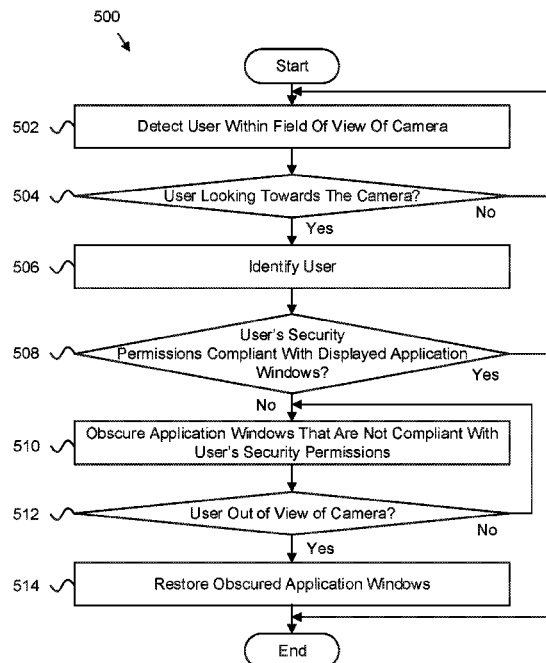 500
Start
502
Detect User Within Field Of View Of Camera
504
User Looking Towards The Camera?
No
Yes
506
Identify User
508
User's Security
Permissions Compliant With Displayed Application
Windows?
Yes
No
510
Obscure Application Windows That Are Not Compliant With
User's Security Permissions
512
User Out of View of Camera?
No
Yes
514
Restore Obscured Application Windows
End